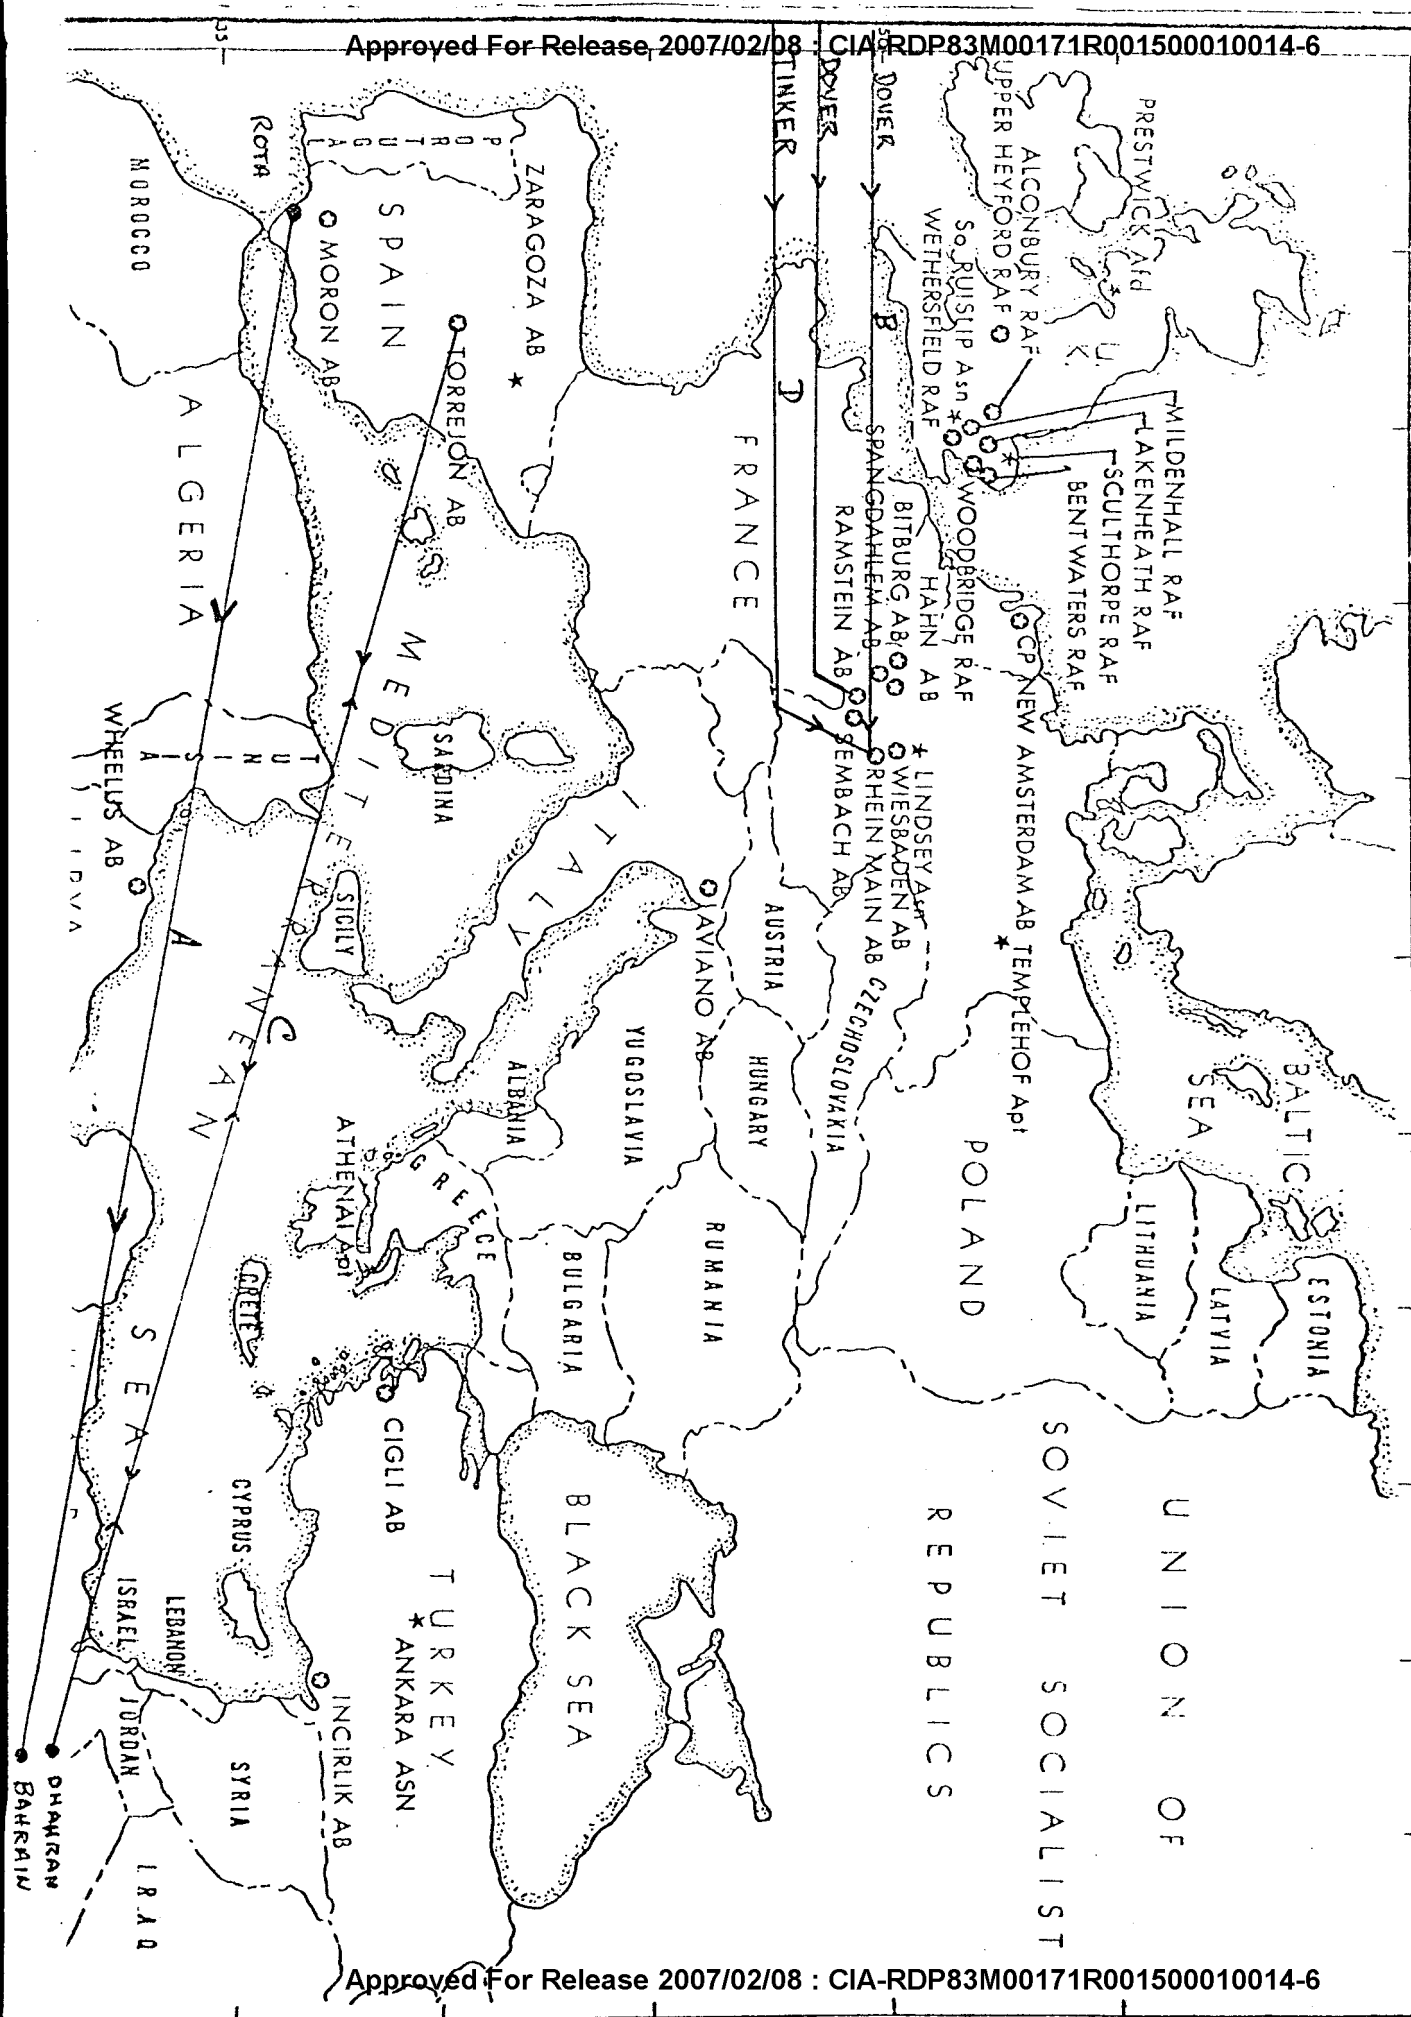 Approved For Release 2007/02/08 : CIA-RDP83M00171R001500010014-6
35
50
TINKER
DOVER
DOVER
PRESTWICK Afd
UPPER HEYFORD RAF
ALCONBURY RAF
So. RUISLIP Asn
WETHERSFIELD RAF
U. K.
MILDENHALL RAF
LAKENHEATH RAF
SCULTHORPE RAF
BENTWATERS RAF
WOODBRIDGE RAF
CP NEW AMSTERDAM AB
TEMPLEHOF Apt
HAHN AB
BITBURG AB
SPANGDAHLEM AB
RAMSTEIN AB
SEMBACH AB
LINDSEY Asn
WIESBADEN AB
RHEIN MAIN AB
B
D
FRANCE
PORTUGAL
SPAIN
ZARAGOZA AB
TORREJON AB
MORON AB
ROTA
MOROCCO
ALGERIA
TUNISIA
WHEELUS AB
LIBYA
A
C
MEDITERRANEAN
SEA
SARDINA
SICILY
ITALY
AVIANO AB
AUSTRIA
CZECHOSLOVAKIA
HUNGARY
YUGOSLAVIA
ALBANIA
GREECE
ATHENAI Apt
CRETE
BULGARIA
RUMANIA
POLAND
BALTIC
SEA
LITHUANIA
LATVIA
ESTONIA
UNION OF
SOVIET SOCIALIST
REPUBLICS
BLACK SEA
TURKEY
ANKARA ASN
CIGLI AB
INCIRLIK AB
CYPRUS
LEBANON
ISRAEL
JORDAN
SYRIA
IRAQ
DHAHRAN
BAHRAIN
Approved For Release 2007/02/08 : CIA-RDP83M00171R001500010014-6